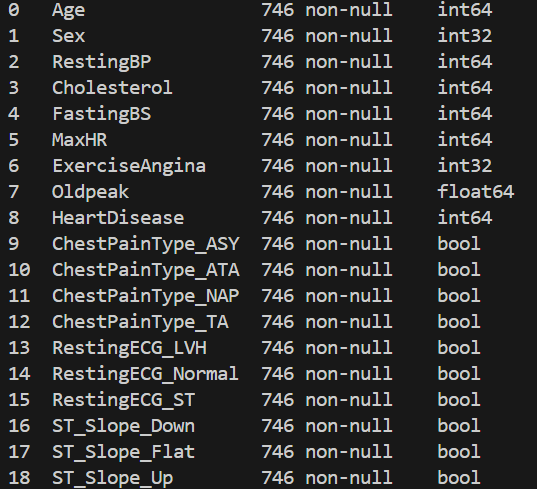 0 Age 746 non-null int64
1 Sex 746 non-null int32
2 RestingBP 746 non-null int64
3 Cholesterol 746 non-null int64
4 FastingBS 746 non-null int64
5 MaxHR 746 non-null int64
6 ExerciseAngina 746 non-null int32
7 Oldpeak 746 non-null float64
8 HeartDisease 746 non-null int64
9 ChestPainType_ASY 746 non-null bool
10 ChestPainType_ATA 746 non-null bool
11 ChestPainType_NAP 746 non-null bool
12 ChestPainType_TA 746 non-null bool
13 RestingECG_LVH 746 non-null bool
14 RestingECG_Normal 746 non-null bool
15 RestingECG_ST 746 non-null bool
16 ST_Slope_Down 746 non-null bool
17 ST_Slope_Flat 746 non-null bool
18 ST_Slope_Up 746 non-null bool